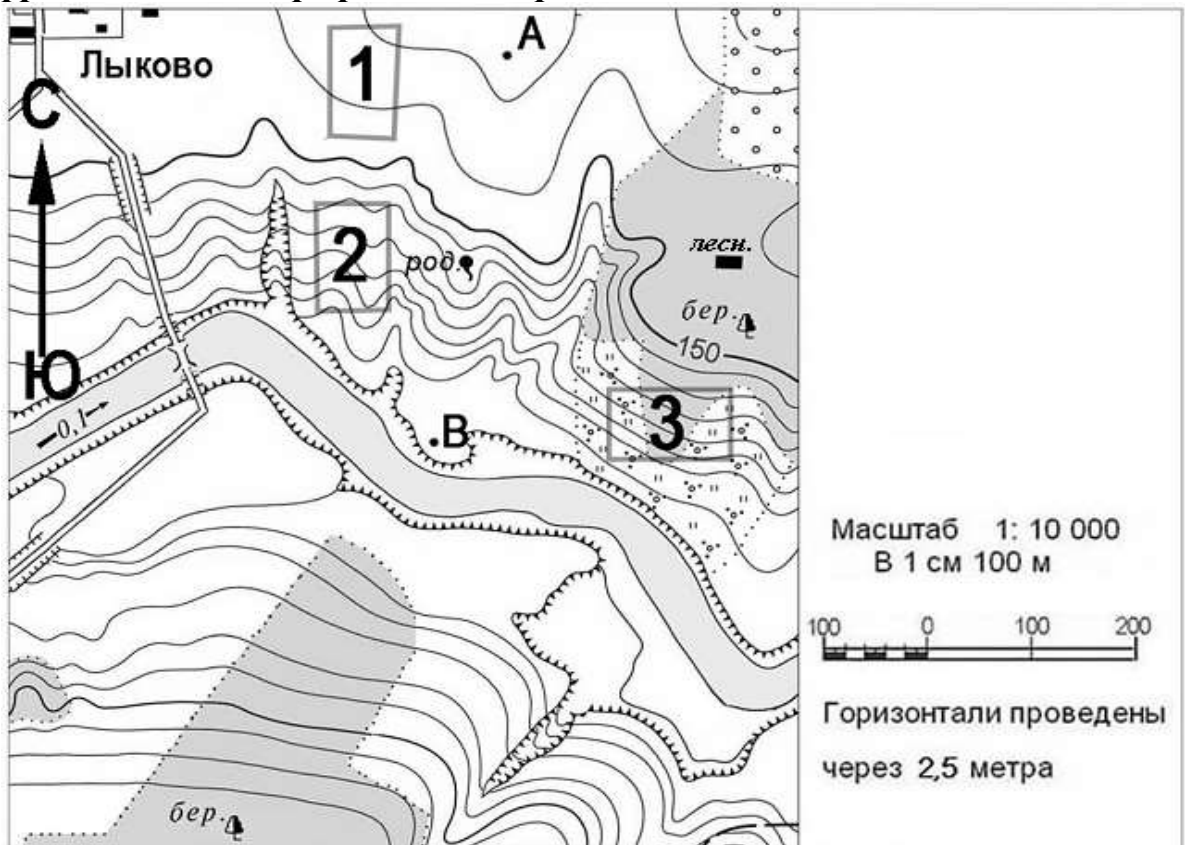 А
1
Лыково
С
2
род.
лесн.
бер.
150
Ю
0,1
В
3
Масштаб 1: 10 000
В 1 см 100 м
100 0 100 200
Горизонтали проведены
через 2,5 метра
бер.